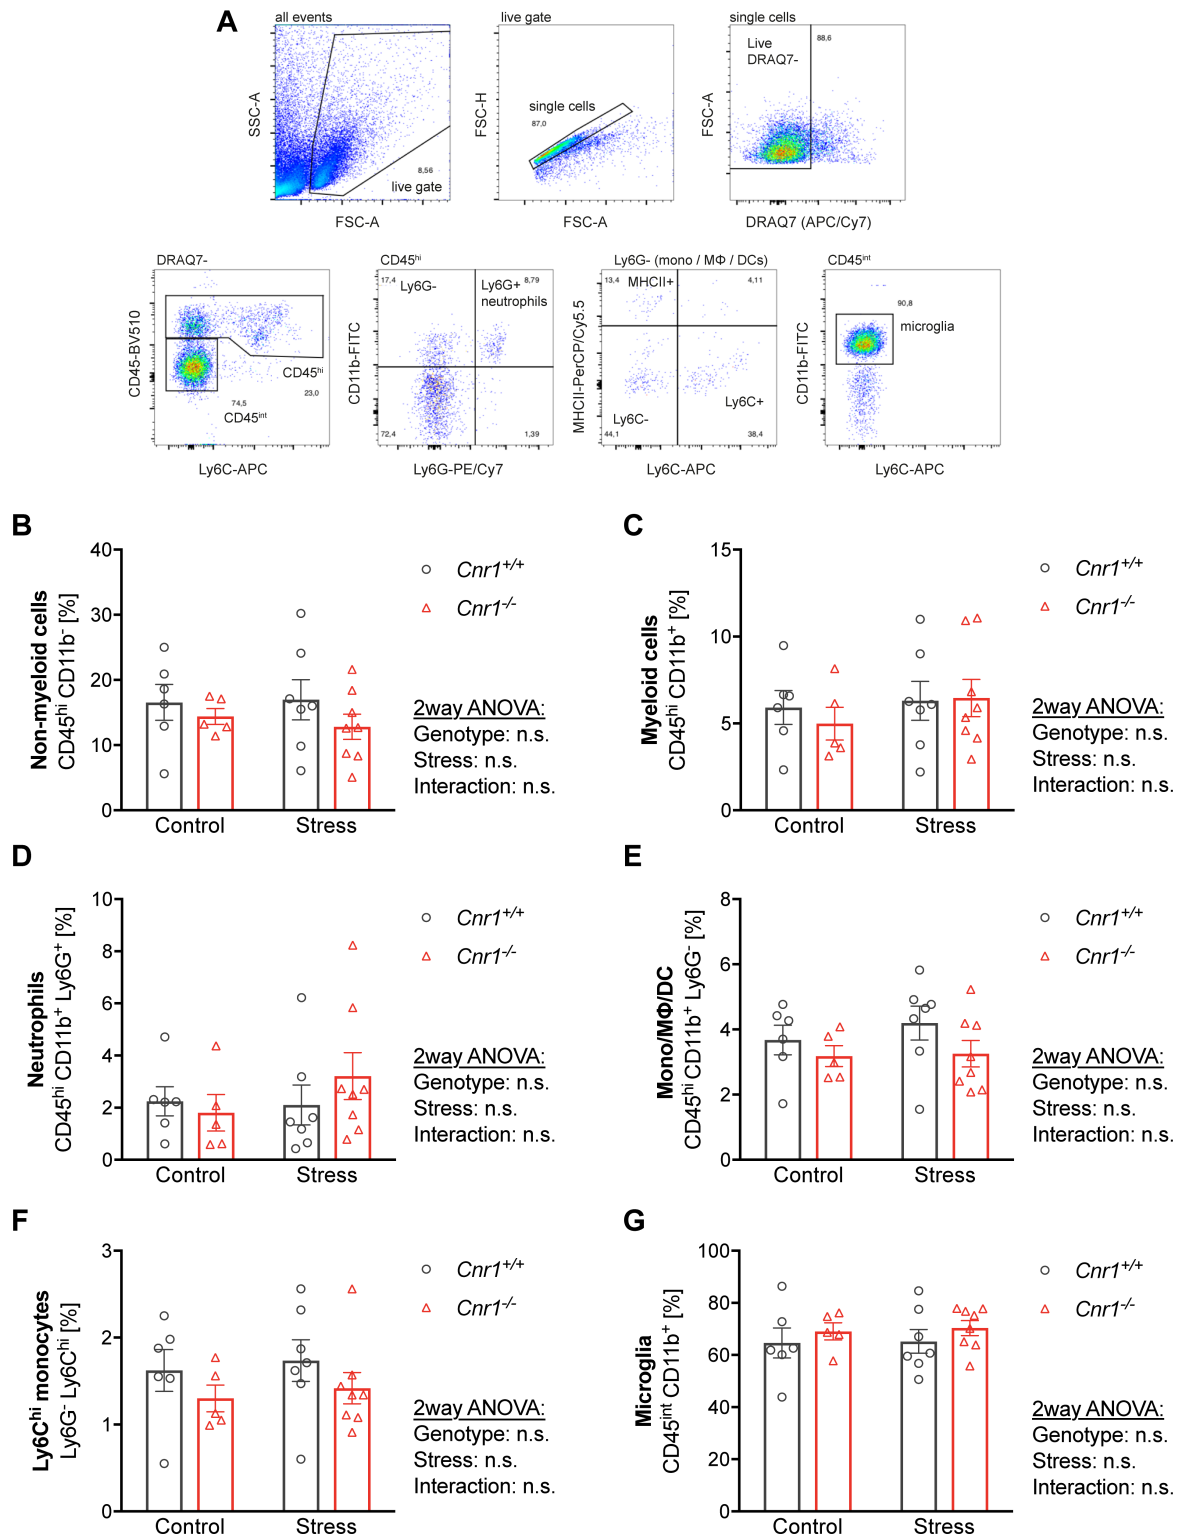 A
all events
live gate
single cells
SSC-A
8,56
live gate
FSC-A
FSC-H
single cells
87,0
FSC-A
FSC-A
Live
DRAQ7-
88,6
DRAQ7 (APC/Cy7)
DRAQ7-
CD45-BV510
CD45hi
23,0
74,5
CD45int
Ly6C-APC
CD45hi
CD11b-FITC
17,4
Ly6G-
8,79
Ly6G+
neutrophils
72,4
1,39
Ly6G-PE/Cy7
Ly6G- (mono / MΦ / DCs)
MHCII-PerCP/Cy5.5
13,4
MHCII+
4,11
Ly6C+
Ly6C-
44,1
38,4
Ly6C-APC
CD45int
CD11b-FITC
90,8
microglia
Ly6C-APC
B
Non-myeloid cells
CD45hi CD11b- [%]
40
30
20
10
0
Control
Stress
Cnr1+/+
Cnr1-/-
2way ANOVA:
Genotype: n.s.
Stress: n.s.
Interaction: n.s.
C
Myeloid cells
CD45hi CD11b+ [%]
15
10
5
0
Control
Stress
Cnr1+/+
Cnr1-/-
2way ANOVA:
Genotype: n.s.
Stress: n.s.
Interaction: n.s.
D
Neutrophils
CD45hi CD11b+ Ly6G+ [%]
10
8
6
4
2
0
Control
Stress
Cnr1+/+
Cnr1-/-
2way ANOVA:
Genotype: n.s.
Stress: n.s.
Interaction: n.s.
E
Mono/MΦ/DC
CD45hi CD11b+ Ly6G- [%]
8
6
4
2
0
Control
Stress
Cnr1+/+
Cnr1-/-
2way ANOVA:
Genotype: n.s.
Stress: n.s.
Interaction: n.s.
F
Ly6Chi monocytes
Ly6G- Ly6Chi [%]
3
2
1
0
Control
Stress
Cnr1+/+
Cnr1-/-
2way ANOVA:
Genotype: n.s.
Stress: n.s.
Interaction: n.s.
G
Microglia
CD45int CD11b+ [%]
100
80
60
40
20
0
Control
Stress
Cnr1+/+
Cnr1-/-
2way ANOVA:
Genotype: n.s.
Stress: n.s.
Interaction: n.s.